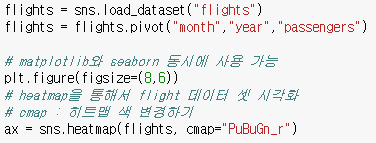 flights = sns.load_dataset("flights")
flights = flights.pivot("month","year","passengers")
# matplotlib와 seaborn 동시에 사용 가능
plt.figure(figsize=(8,6))
# heatmap을 통해서 flight 데이터 셋 시각화
# cmap : 히트맵 색 변경하기
ax = sns.heatmap(flights, cmap="PuBuGn_r")